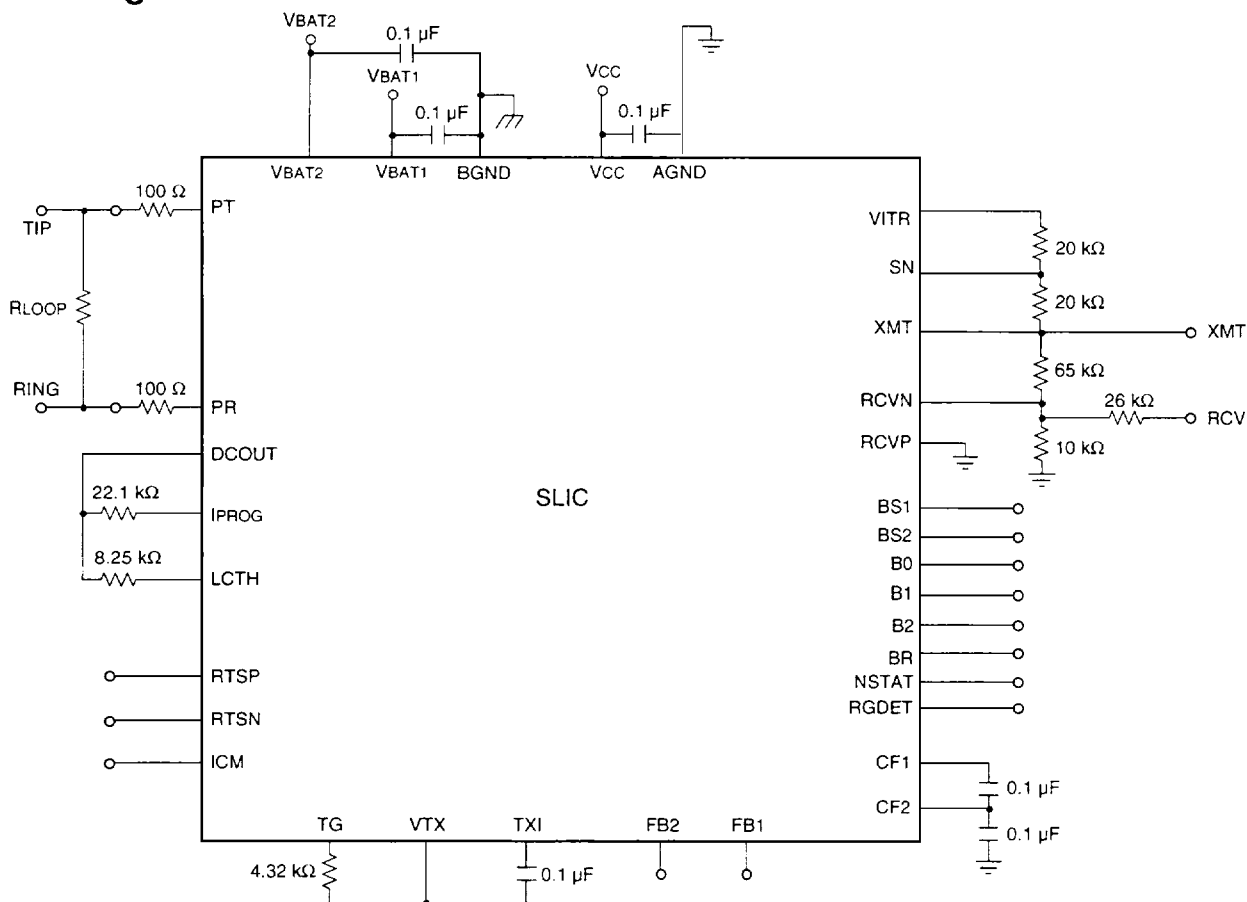 VBAT2
0.1 µF
VBAT1
0.1 µF
VCC
0.1 µF
VBAT2
VBAT1
BGND
VCC
AGND
100 Ω
TIP
PT
RLOOP
RING
100 Ω
PR
DCOUT
22.1 kΩ
IPROG
8.25 kΩ
LCTH
RTSP
RTSN
ICM
SLIC
VITR
20 kΩ
SN
20 kΩ
XMT
XMT
65 kΩ
RCVN
26 kΩ
RCV
RCVP
10 kΩ
BS1
BS2
B0
B1
B2
BR
NSTAT
RGDET
CF1
0.1 µF
CF2
0.1 µF
TG
VTX
TXI
FB2
FB1
4.32 kΩ
0.1 µF